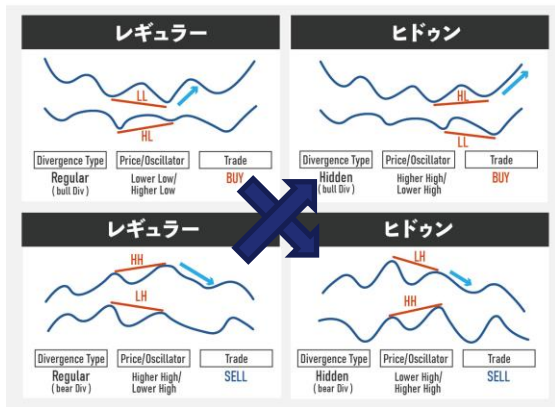 レギュラー
LL
HL
Divergence Type Price/Oscillator Trade
Regular Lower Low/ BUY
( bull Div ) Higher Low
ヒドゥン
HL
LL
Divergence Type Price/Oscillator Trade
Hidden Higher High/ BUY
( bull Div ) Lower High
レギュラー
HH
LH
Divergence Type Price/Oscillator Trade
Regular Higher High/ SELL
( bear Div ) Lower High
ヒドゥン
LH
HH
Divergence Type Price/Oscillator Trade
Hidden Lower High/ SELL
( bear Div ) Higher High